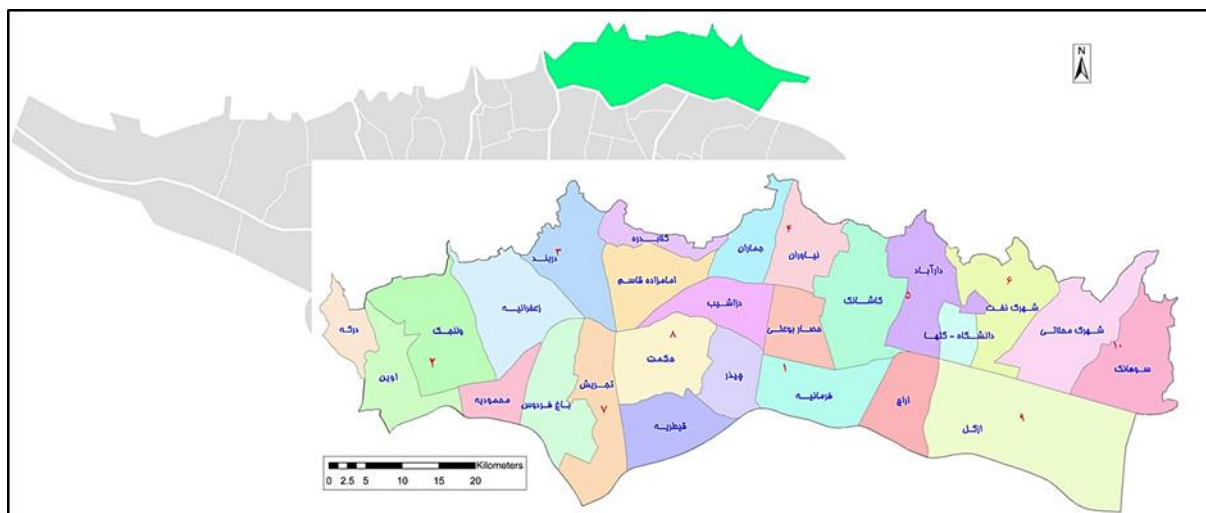 N
۴
گلابدره
۳
دربند
جماران
نیاوران
دارآباد
۶
امامزاده قاسم
کاشانک
۵
شهرک نفت
زعفرانیه
دزاشیب
شهرک محلاتی
درکه
ولنجک
حصار بوعلی
دانشگاه - گلها
۸
۱۰
۲
حکمت
۱
سوهانک
اوین
تجریش
چیذر
محمودیه
باغ فردوس
۷
فرمانیه
اراج
۹
قیطریه
ازگل
Kilometers
0 2.5 5 10 15 20